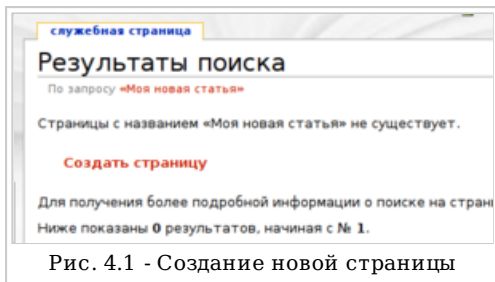 служебная страница
Результаты поиска
По запросу «Моя новая статья»
Страницы с названием «Моя новая статья» не существует.
Создать страницу
Для получения более подробной информации о поиске на
Ниже показаны 0 результатов, начиная с № 1.
Рис. 4.1 - Создание новой страницы